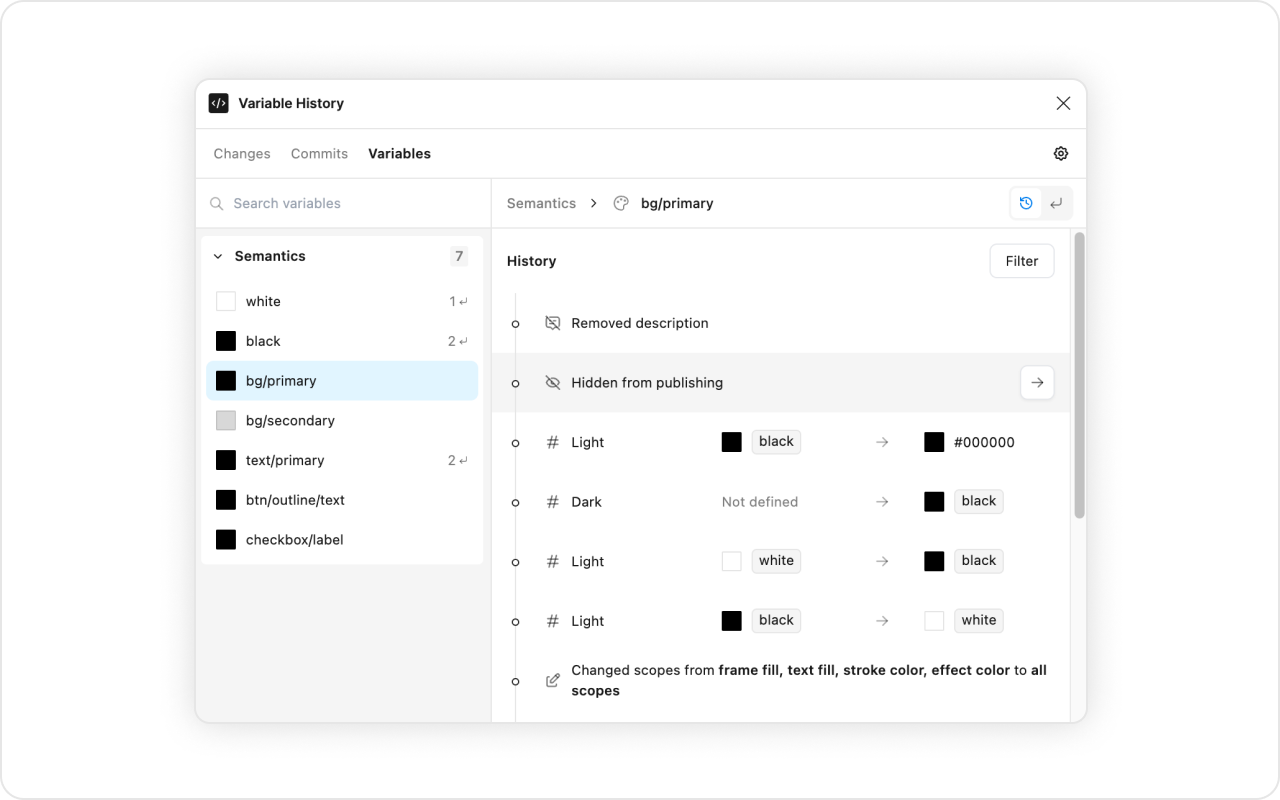 Variable History
Changes Commits Variables
Search variables
Semantics bg/primary
Semantics 7
white 1
black 2
bg/primary
bg/secondary
text/primary 2
btn/outline/text
checkbox/label
History Filter
Removed description
Hidden from publishing
# Light black → #000000
# Dark Not defined → black
# Light white → black
# Light black → white
Changed scopes from frame fill, text fill, stroke color, effect color to all
scopes